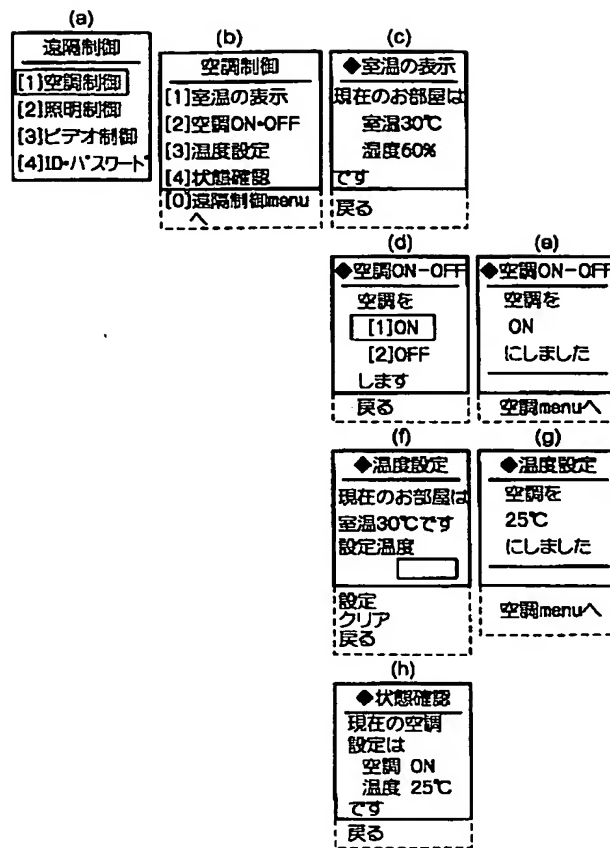 (a)
遠隔制御
[1]空調制御
[2]照明制御
[3]ビデオ制御
[4]ID・パスワード
(b)
空調制御
[1]室温の表示
[2]空調ON・OFF
[3]温度設定
[4]状態確認
[0]遠隔制御menu
へ
(c)
◆室温の表示
現在のお部屋は
室温30℃
湿度60%
です
戻る
(d)
◆空調ON-OFF
空調を
[1]ON
[2]OFF
します
戻る
(e)
◆空調ON-OFF
空調を
ON
にしました
空調menuへ
(f)
◆温度設定
現在のお部屋は
室温30℃です
設定温度
設定
クリア
戻る
(g)
◆温度設定
空調を
25℃
にしました
空調menuへ
(h)
◆状態確認
現在の空調
設定は
空調 ON
温度 25℃
です
戻る